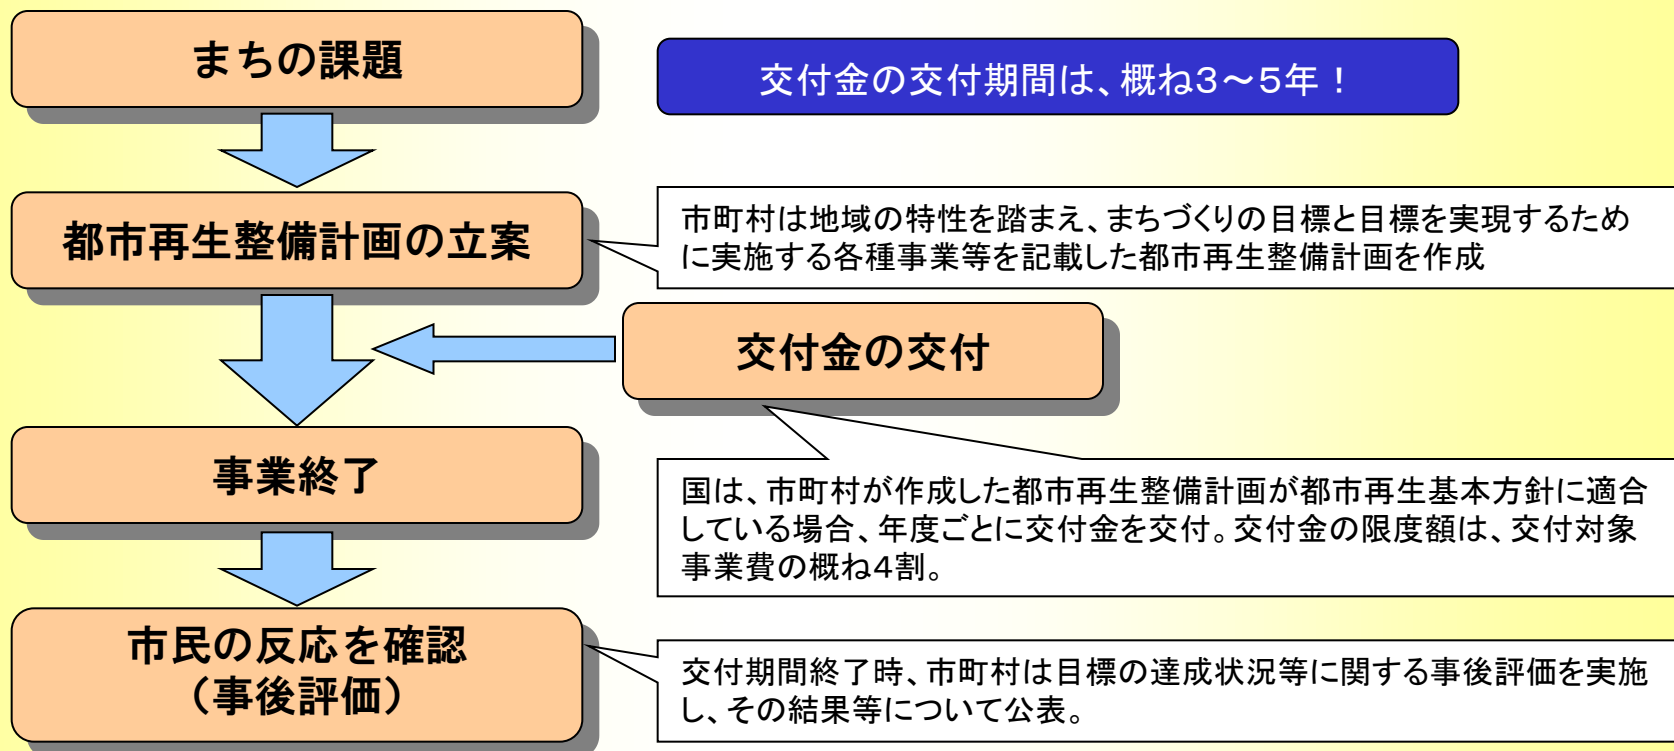 まちの課題
交付金の交付期間は、概ね3～5年！
都市再生整備計画の立案
市町村は地域の特性を踏まえ、まちづくりの目標と目標を実現するため
に実施する各種事業等を記載した都市再生整備計画を作成
交付金の交付
事業終了
国は、市町村が作成した都市再生整備計画が都市再生基本方針に適合
している場合、年度ごとに交付金を交付。交付金の限度額は、交付対象
事業費の概ね４割。
市民の反応を確認
（事後評価）
交付期間終了時、市町村は目標の達成状況等に関する事後評価を実施
し、その結果等について公表。